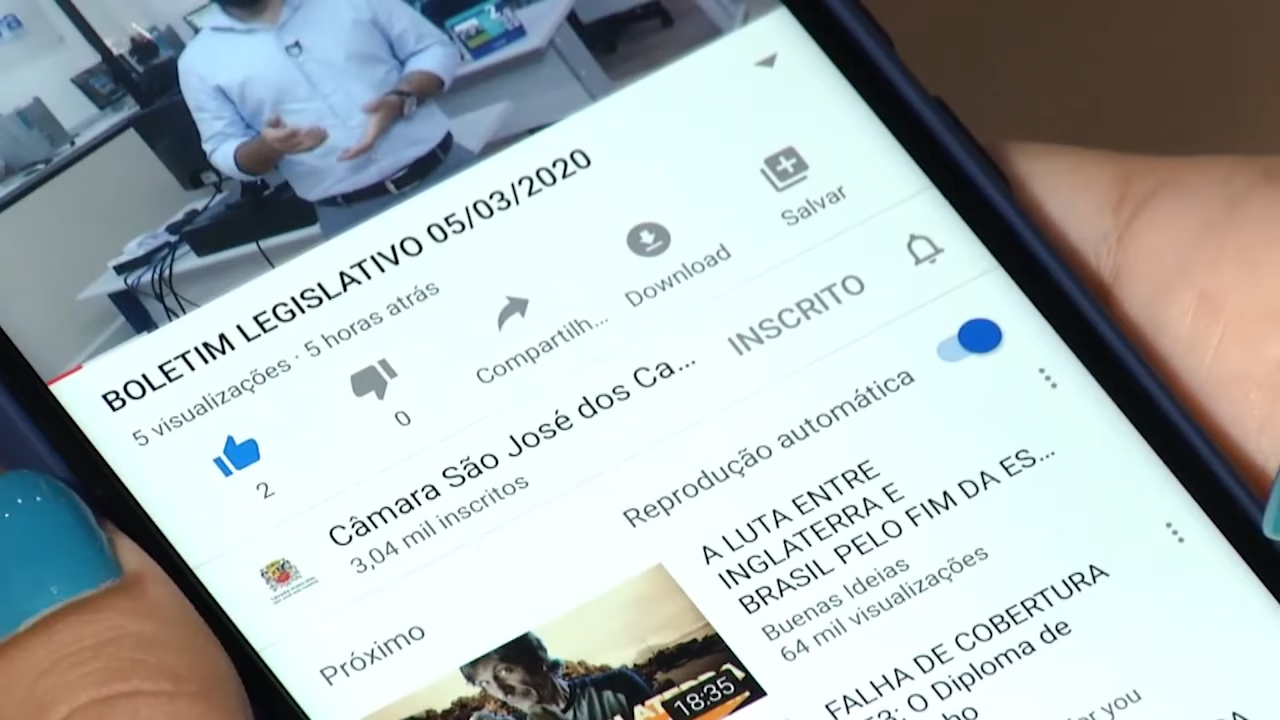 BOLETIM LEGISLATIVO 05/03/2020
5 visualizações · 5 horas atrás
2
0
Compartilh...
Download
Salvar
Câmara São José dos Ca...
3,04 mil inscritos
INSCRITO
Reprodução automática
Próximo
18:35
A LUTA ENTRE
INGLATERRA E
BRASIL PELO FIM DA ES...
Buenas Ideias
64 mil visualizações
FALHA DE COBERTURA
: O Diploma de
you